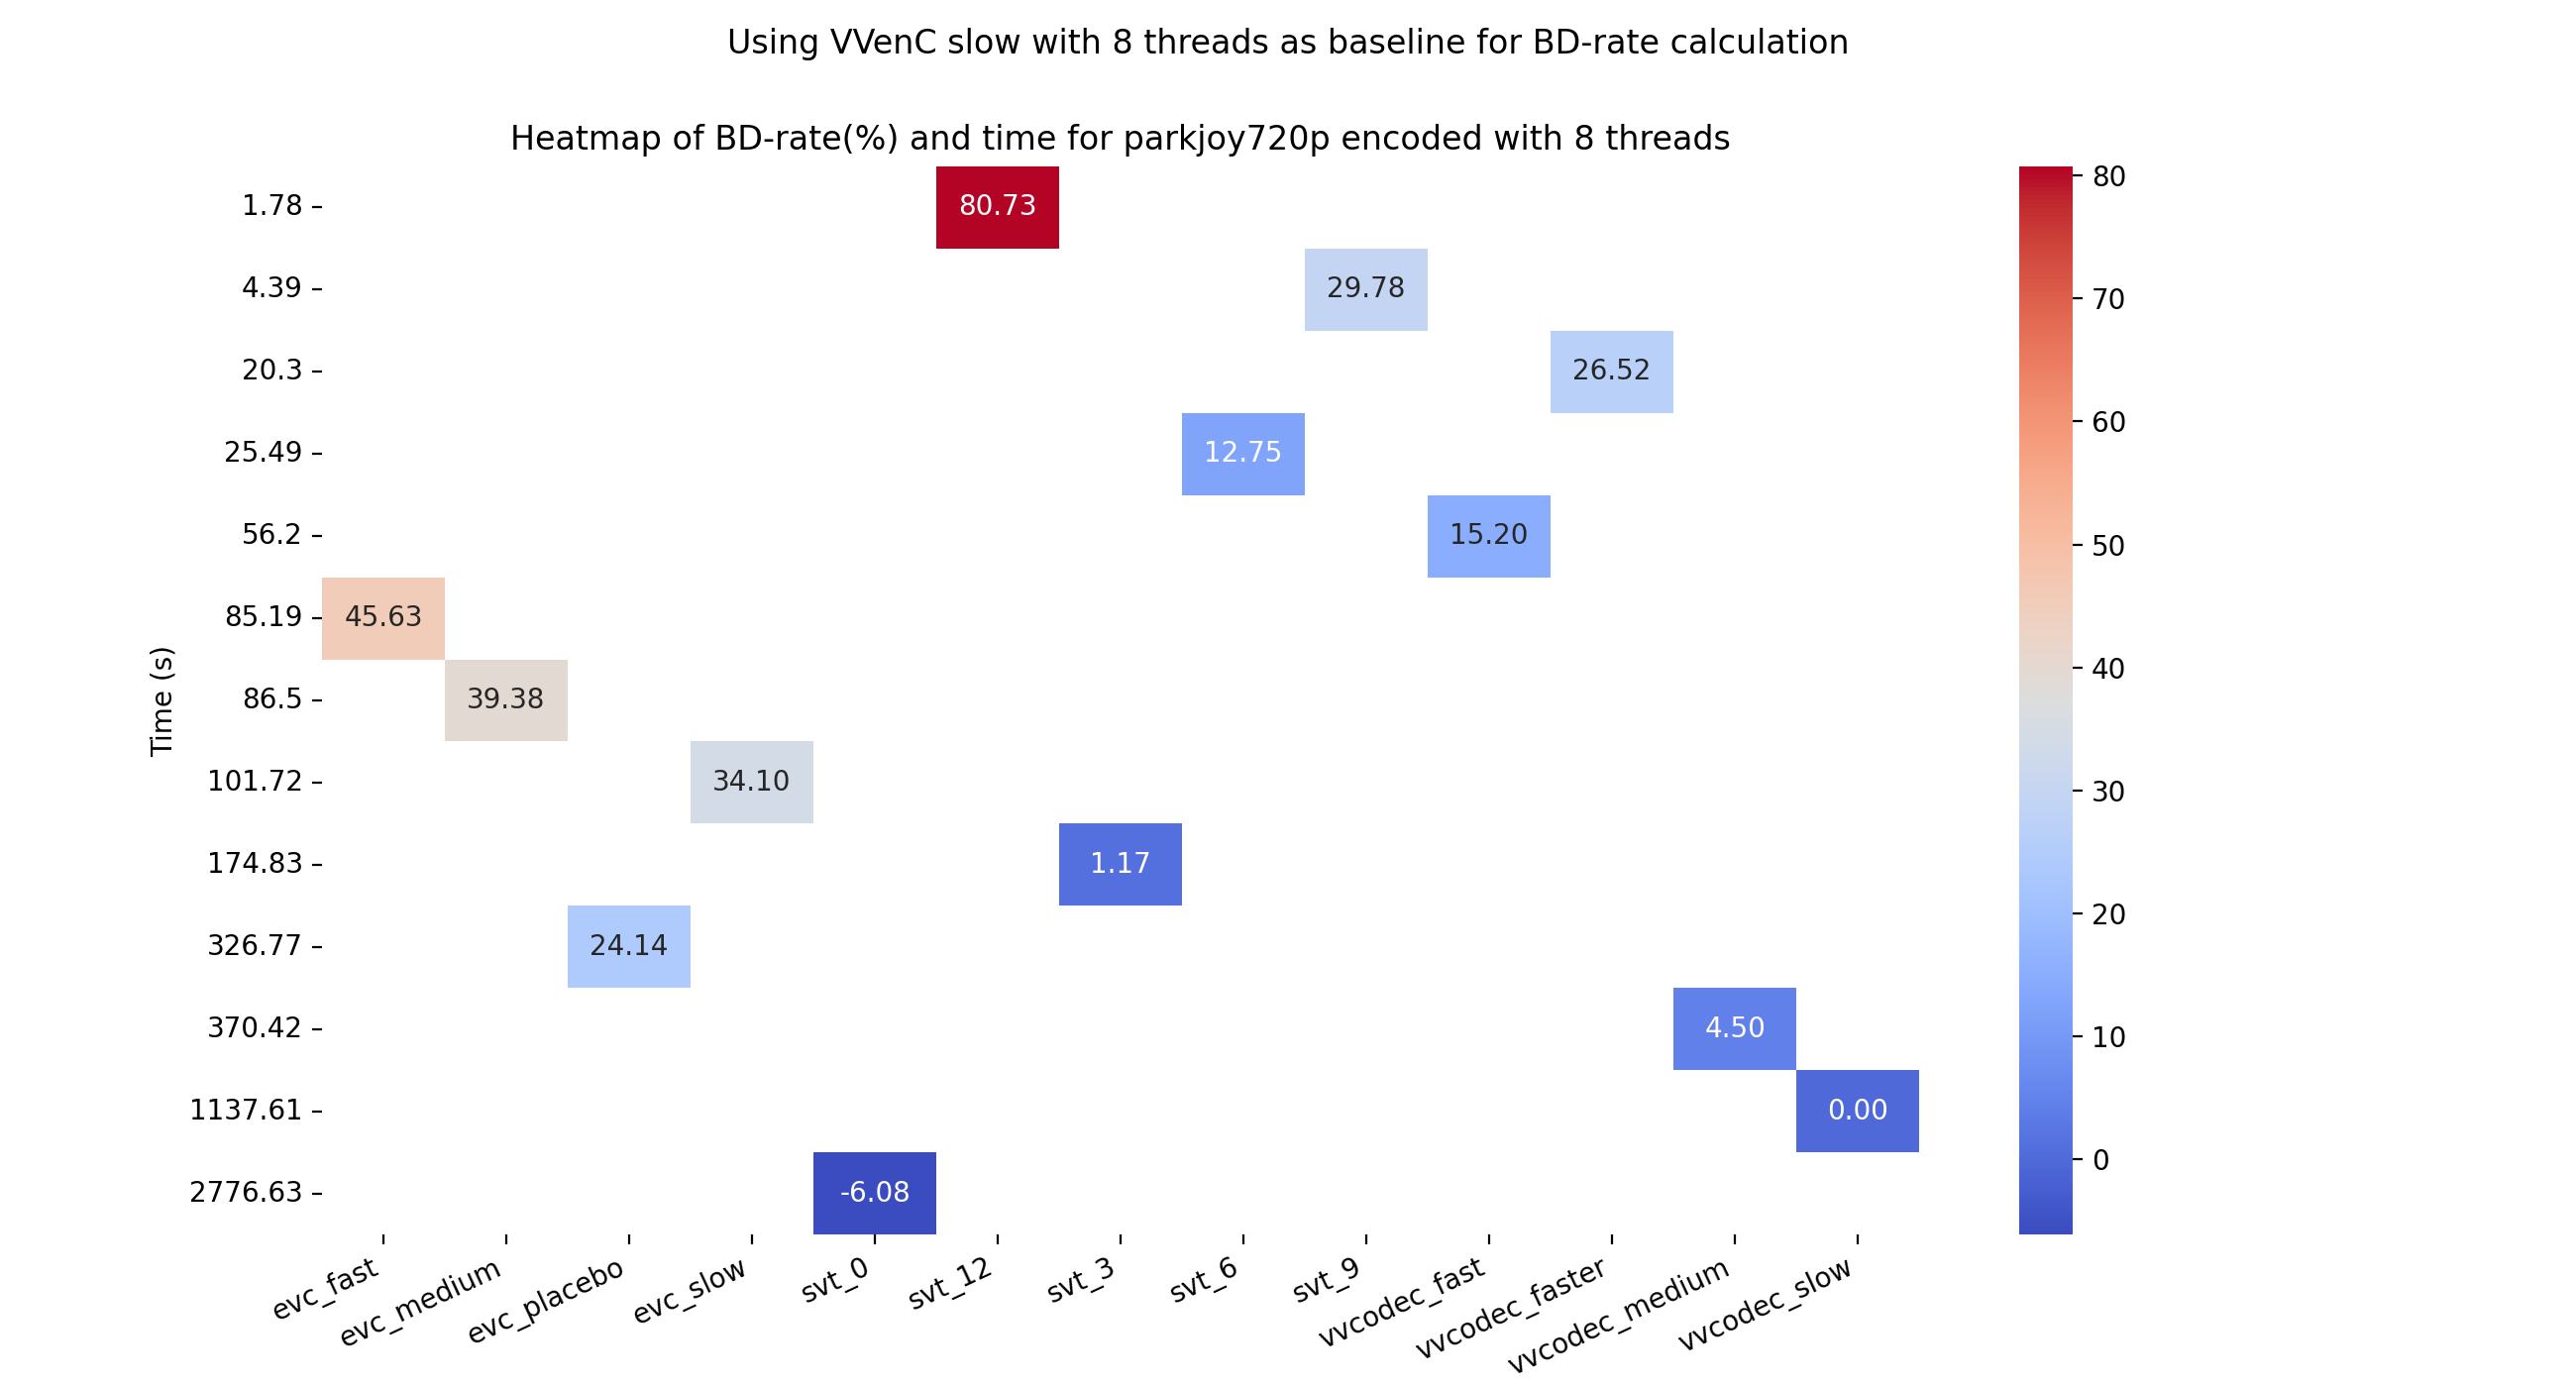 Using VVenC slow with 8 threads as baseline for BD-rate calculation
Heatmap of BD-rate(%) and time for parkjoy720p encoded with 8 threads
Time (s)
1.78
4.39
20.3
25.49
56.2
85.19
86.5
101.72
174.83
326.77
370.42
1137.61
2776.63
80.73
29.78
26.52
12.75
15.20
45.63
39.38
34.10
1.17
24.14
4.50
0.00
-6.08
evc_fast
evc_medium
evc_placebo
evc_slow
svt_0
svt_12
svt_3
svt_6
svt_9
vvcodec_fast
vvcodec_faster
vvcodec_medium
vvcodec_slow
80
70
60
50
40
30
20
10
0